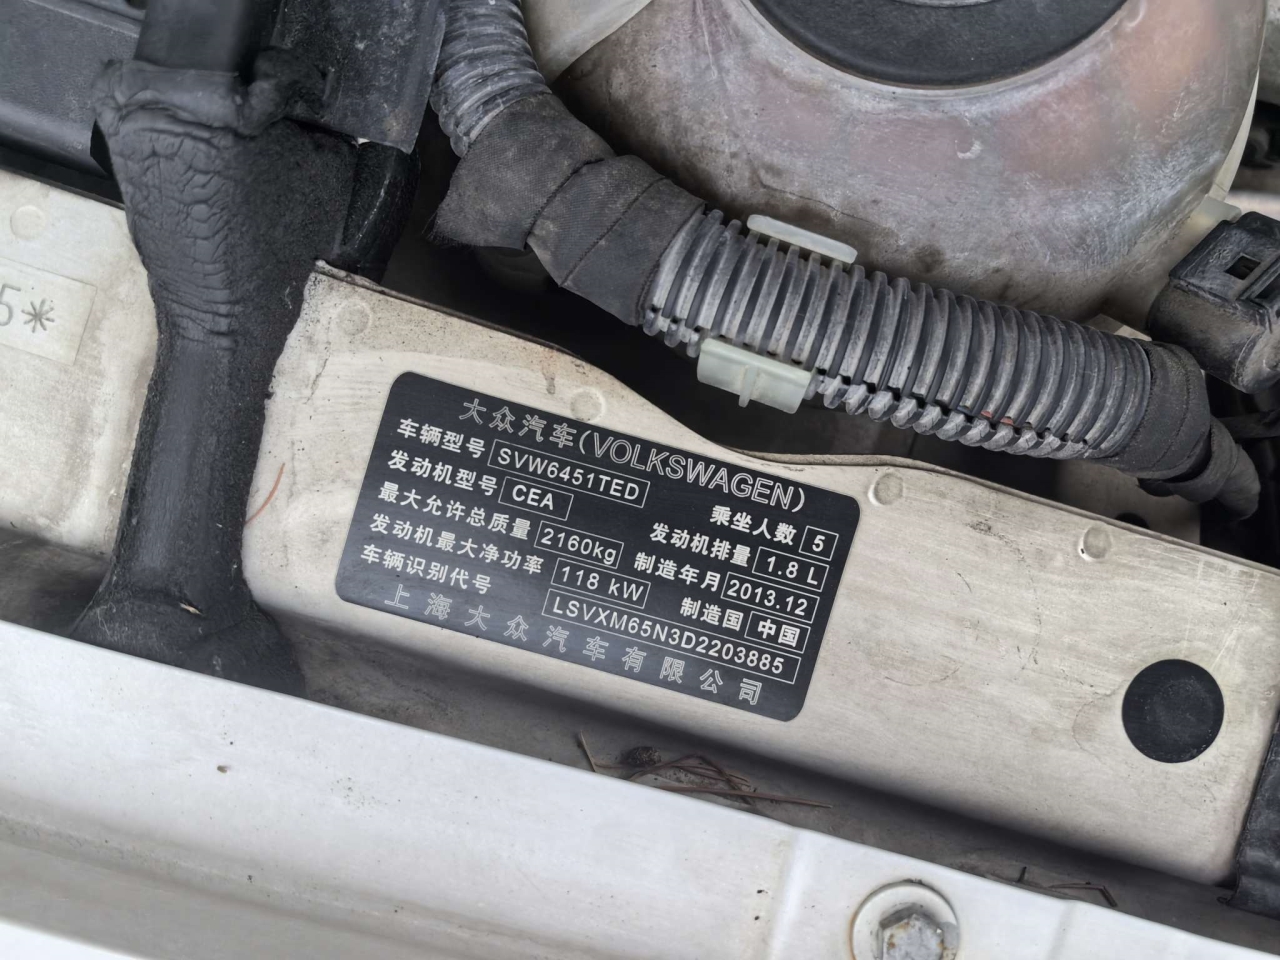 5*
大众汽车(VOLKSWAGEN)
车辆型号 SVW6451TED 乘坐人数 5
发动机型号 CEA 发动机排量 1.8 L
最大允许总质量 2160kg 制造年月 2013.12
发动机最大净功率 118 kW 制造国 中国
车辆识别代号 LSVXM65N3D2203885
上海大众汽车有限公司